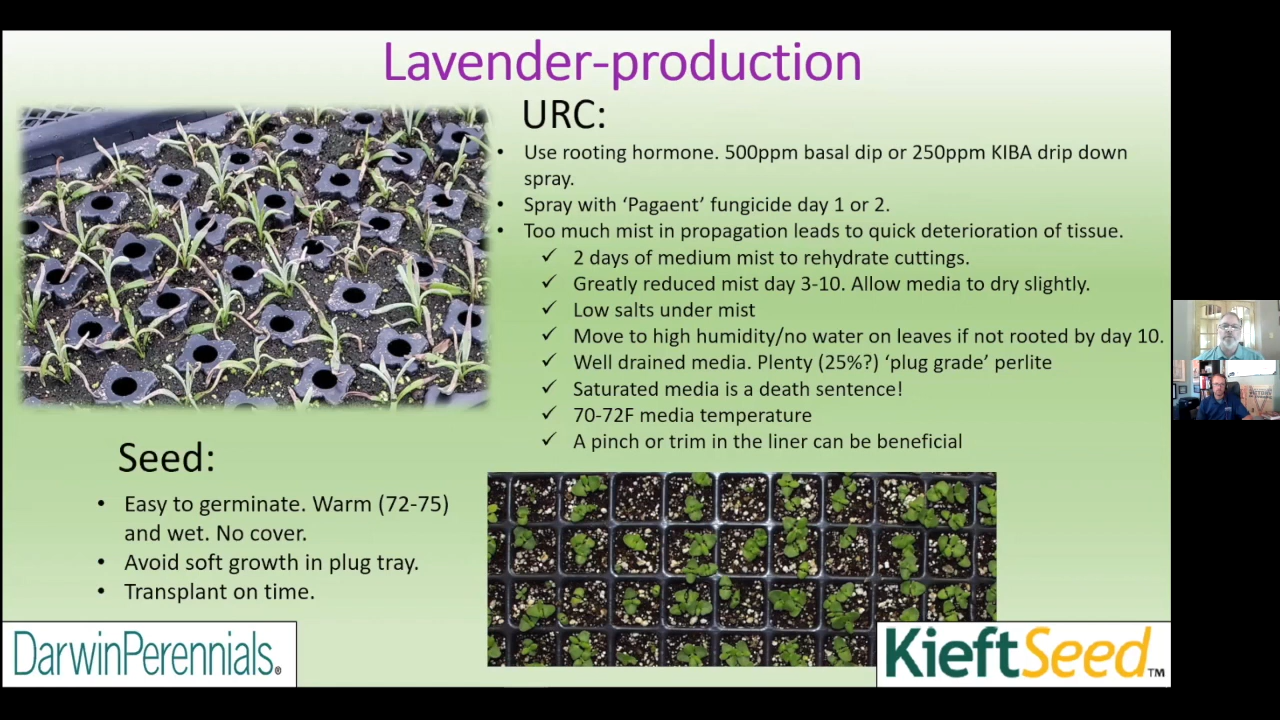 Lavender-production
URC:
• Use rooting hormone. 500ppm basal dip or 250ppm KIBA drip down
spray.
• Spray with ‘Pagaent’ fungicide day 1 or 2.
• Too much mist in propagation leads to quick deterioration of tissue.
✓ 2 days of medium mist to rehydrate cuttings.
✓ Greatly reduced mist day 3-10. Allow media to dry slightly.
✓ Low salts under mist
✓ Move to high humidity/no water on leaves if not rooted by day 10.
✓ Well drained media. Plenty (25%?) ‘plug grade’ perlite
✓ Saturated media is a death sentence!
✓ 70-72F media temperature
✓ A pinch or trim in the liner can be beneficial
Seed:
• Easy to germinate. Warm (72-75)
and wet. No cover.
• Avoid soft growth in plug tray.
• Transplant on time.
DarwinPerennials®
KieftSeed™